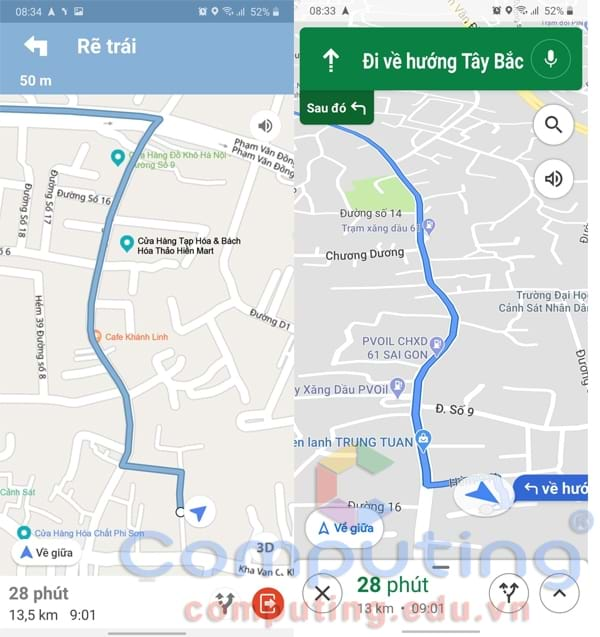 08:34
52%
Rẽ trái
50 m
Phạm Văn Đồng
Phạm Văn Đồng
Cửa Hàng Đồ Khô Hà Nội -
Đường Số 9
Đường Số 16
Đường Số 17
Đường Số 18
Số 6
Cửa Hàng Tạp Hóa & Bách
Hóa Thảo Hiền Mart
Đường D1
Hẻm 39 Đường số 8
Cafe Khánh Linh
Cảnh Sát
Cửa Hàng Hóa Chất Phi Sơn
Về giữa
3D
Kha Vạn C
28 phút
13,5 km 9:01
08:33
52%
Đi về hướng Tây Bắc
Sau đó
Đường số 14
Trạm xăng dầu 61
Chương Dương
Trường Đại Học
Cảnh Sát Nhân Dân
PVOIL CHXD
61 SAI GON
y Xăng Dầu PVOil
Đ. Số 9
ện lanh TRUNG TUAN
về hướ
Đường 16
Về giữa
28 phút
13 km • 09:01
Computing
®
computing.edu.vn